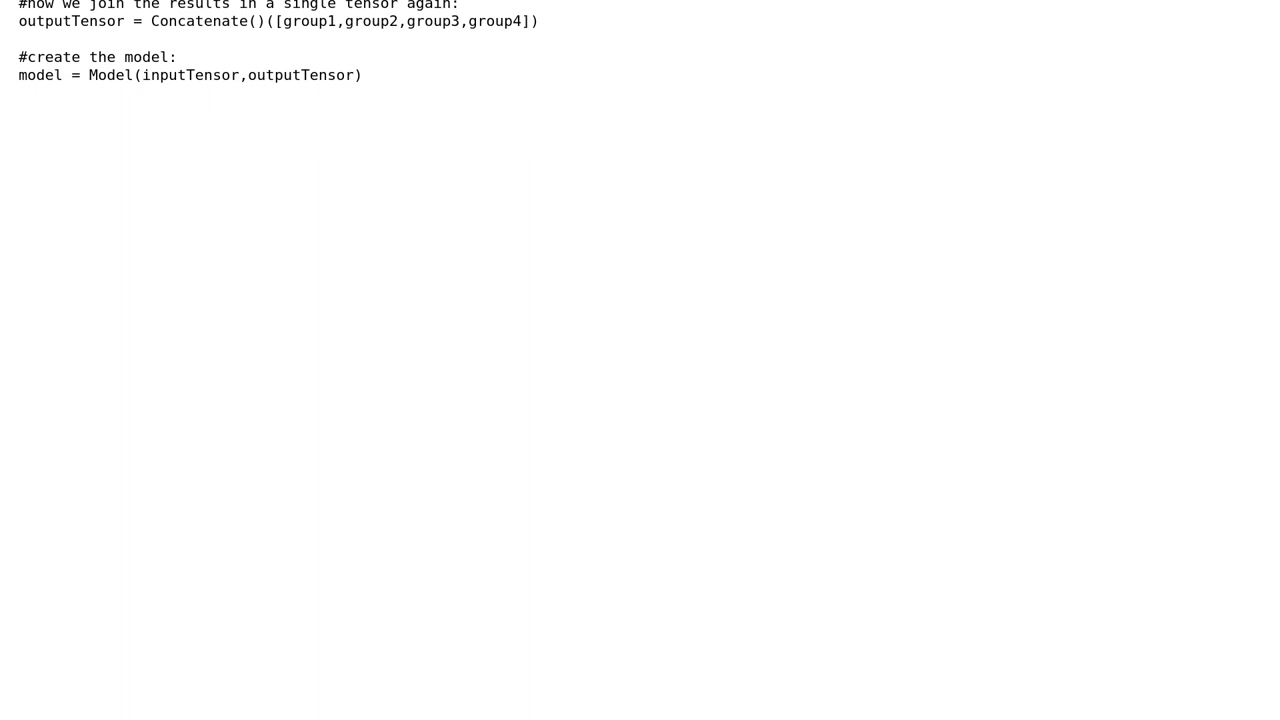 #now we join the results in a single tensor again:
outputTensor = Concatenate()([group1,group2,group3,group4])
#create the model:
model = Model(inputTensor,outputTensor)